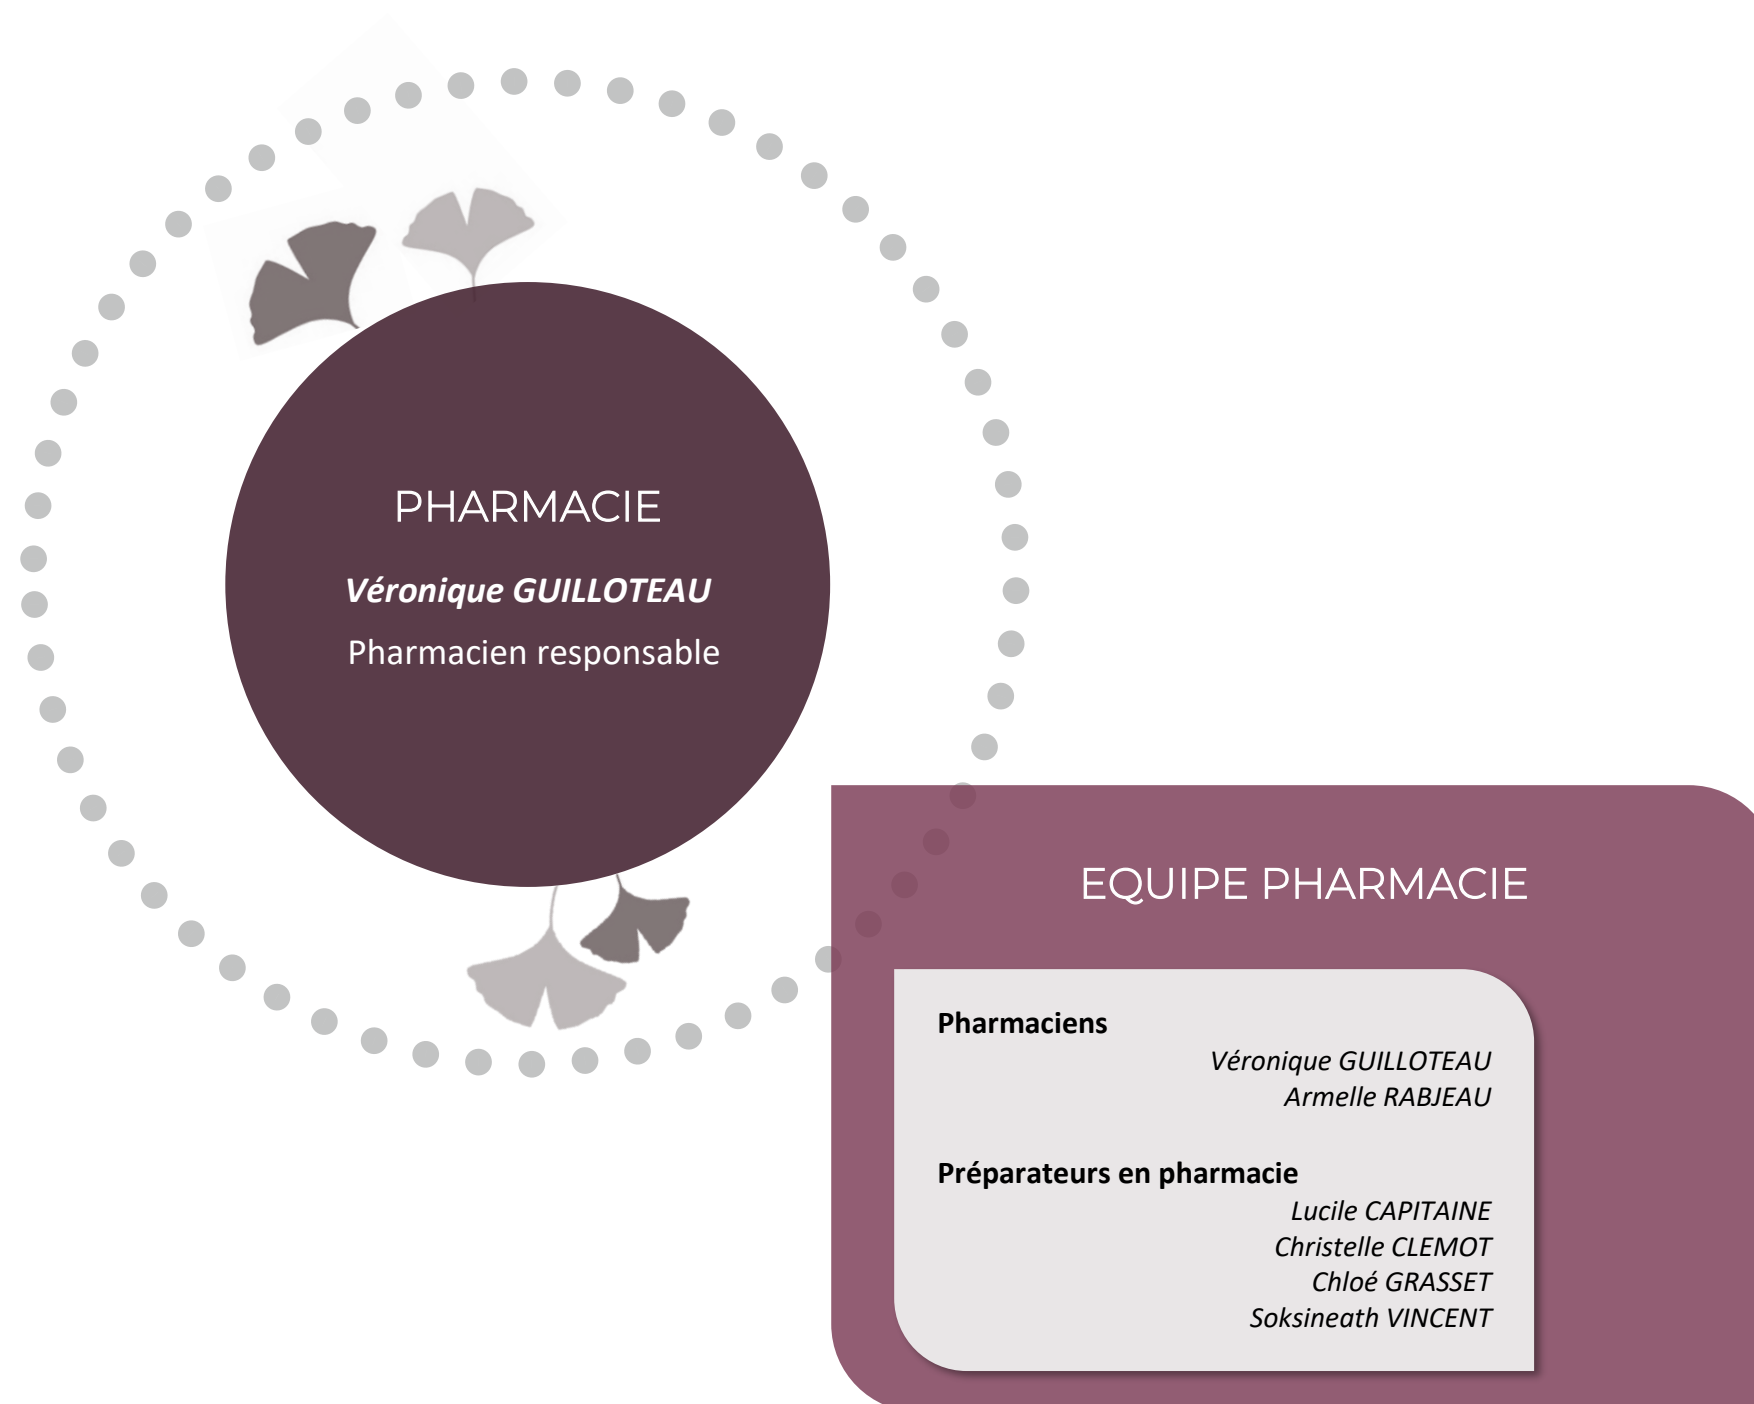 PHARMACIE
Véronique GUILLOTEAU
Pharmacien responsable
EQUIPE PHARMACIE
Pharmaciens
Véronique GUILLOTEAU
Armelle RABJEAU
Préparateurs en pharmacie
Lucile CAPITAINE
Christelle CLEMOT
Chloé GRASSET
Soksineath VINCENT